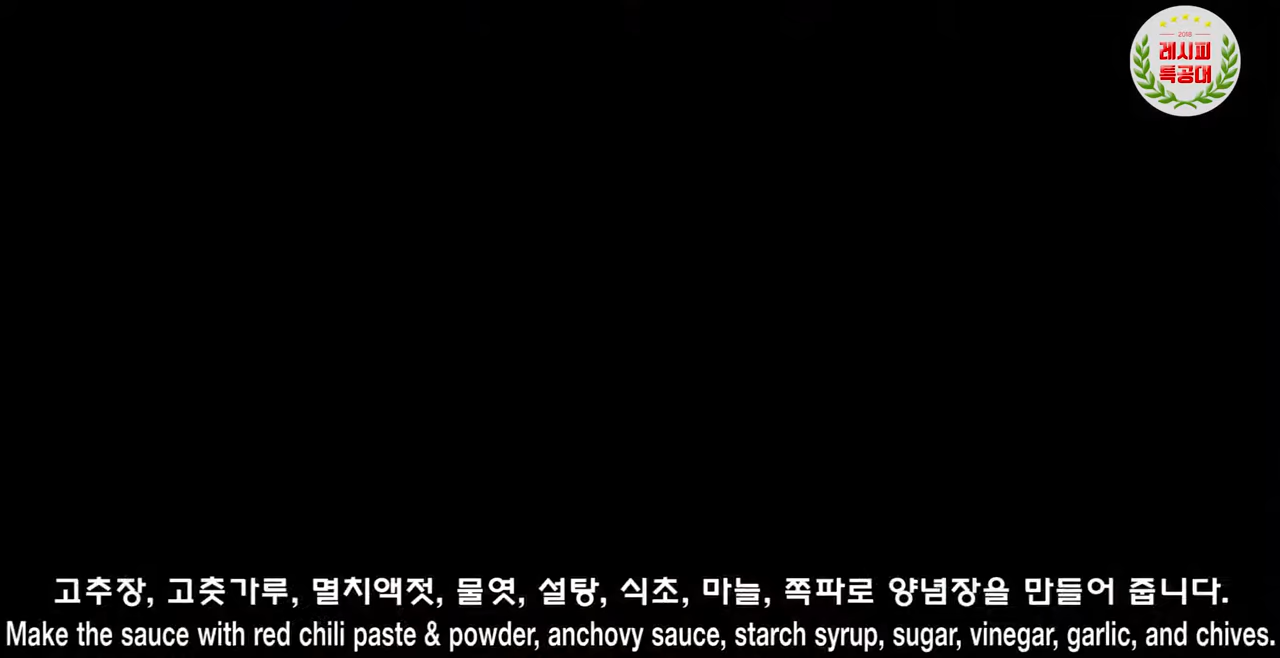 2018
레시피
특공대
고추장, 고춧가루, 멸치액젓, 물엿, 설탕, 식초, 마늘, 쪽파로 양념장을 만들어 줍니다.
Make the sauce with red chili paste & powder, anchovy sauce, starch syrup, sugar, vinegar, garlic, and chives.